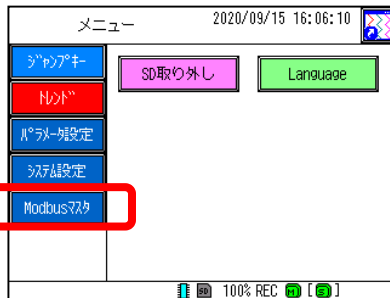 メニュー 2020/09/15 16:06:10
ｼﾞｬﾝﾌﾟｷｰ
SD取り外し Language
ﾄﾚﾝﾄﾞ
ﾊﾟﾗﾒｰﾀ設定
ｼｽﾃﾑ設定
Modbusﾏｽﾀ
SD 100% REC M [S]